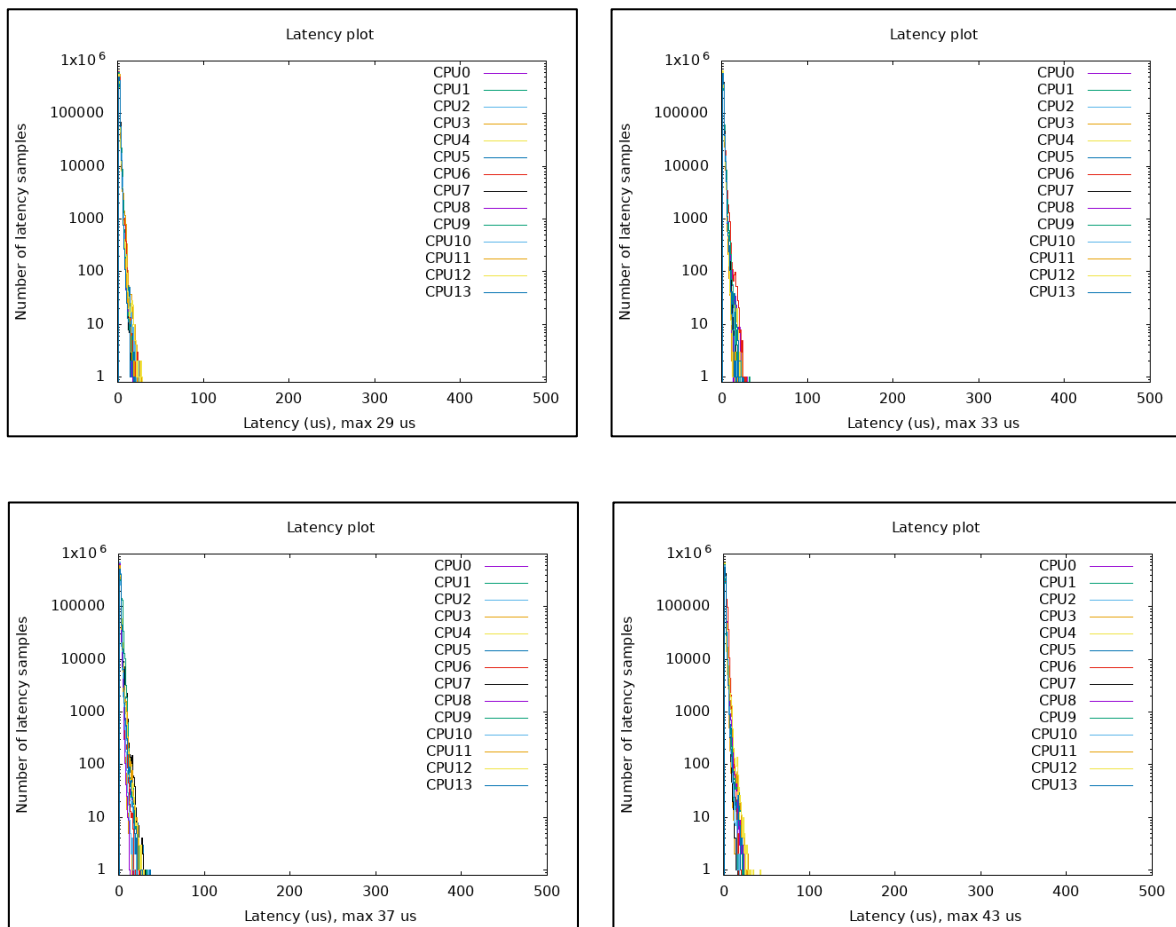 Latency plot
Number of latency samples
1x10^6
100000
10000
1000
100
10
1
CPU0
CPU1
CPU2
CPU3
CPU4
CPU5
CPU6
CPU7
CPU8
CPU9
CPU10
CPU11
CPU12
CPU13
0 100 200 300 400 500
Latency (us), max 29 us
Latency plot
Number of latency samples
1x10^6
100000
10000
1000
100
10
1
CPU0
CPU1
CPU2
CPU3
CPU4
CPU5
CPU6
CPU7
CPU8
CPU9
CPU10
CPU11
CPU12
CPU13
0 100 200 300 400 500
Latency (us), max 33 us
Latency plot
Number of latency samples
1x10^6
100000
10000
1000
100
10
1
CPU0
CPU1
CPU2
CPU3
CPU4
CPU5
CPU6
CPU7
CPU8
CPU9
CPU10
CPU11
CPU12
CPU13
0 100 200 300 400 500
Latency (us), max 37 us
Latency plot
Number of latency samples
1x10^6
100000
10000
1000
100
10
1
CPU0
CPU1
CPU2
CPU3
CPU4
CPU5
CPU6
CPU7
CPU8
CPU9
CPU10
CPU11
CPU12
CPU13
0 100 200 300 400 500
Latency (us), max 43 us